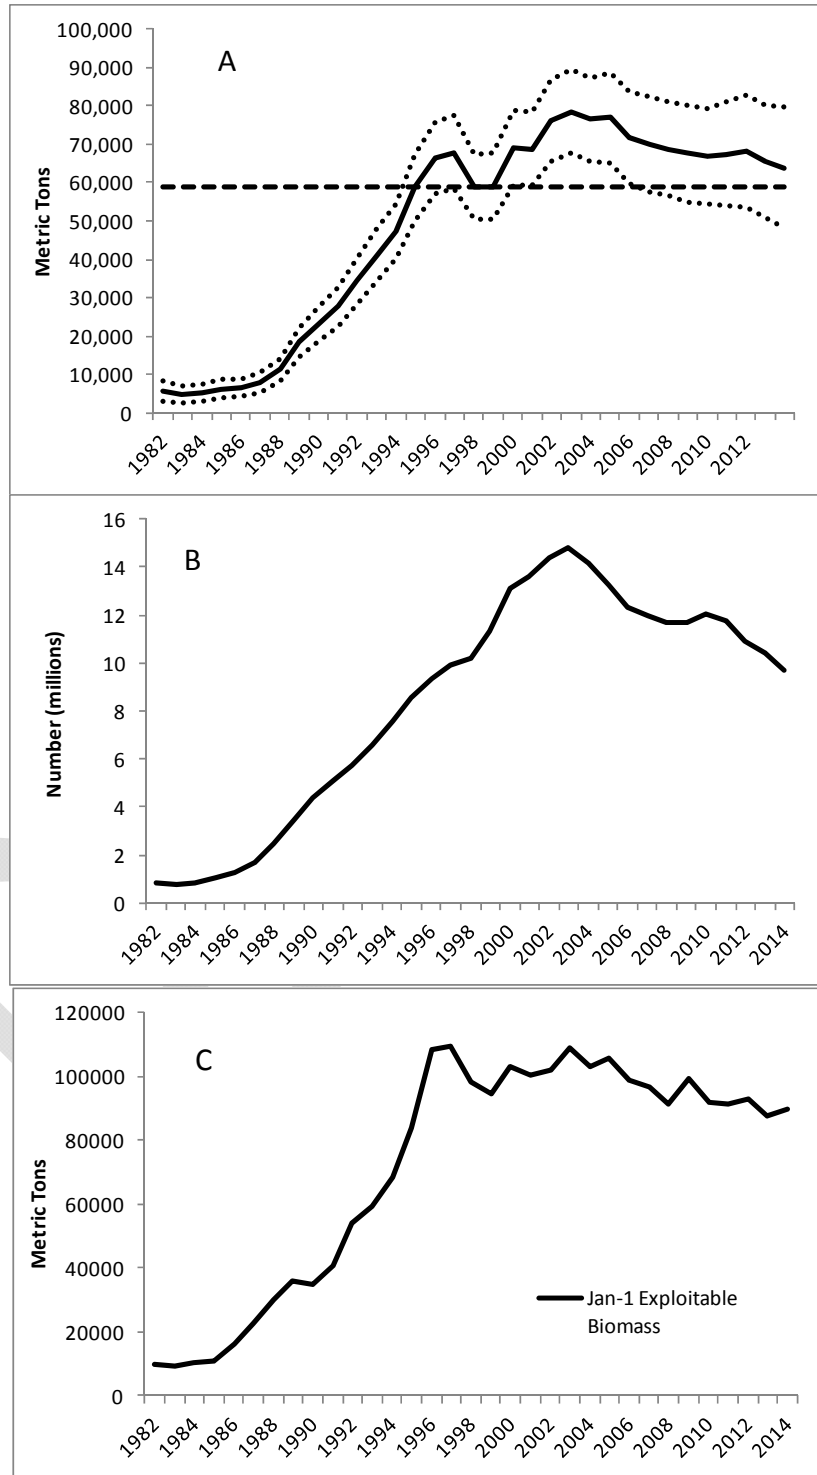 100,000
90,000
80,000
70,000
60,000
50,000
40,000
30,000
20,000
10,000
0
A
Metric Tons
1982 1984 1986 1988 1990 1992 1994 1996 1998 2000 2002 2004 2006 2008 2010 2012
16
14
12
10
8
6
4
2
0
B
Number (millions)
1982 1984 1986 1988 1990 1992 1994 1996 1998 2000 2002 2004 2006 2008 2010 2012 2014
120000
100000
80000
60000
40000
20000
0
C
Metric Tons
Jan-1 Exploitable
Biomass
1982 1984 1986 1988 1990 1992 1994 1996 1998 2000 2002 2004 2006 2008 2010 2012 2014